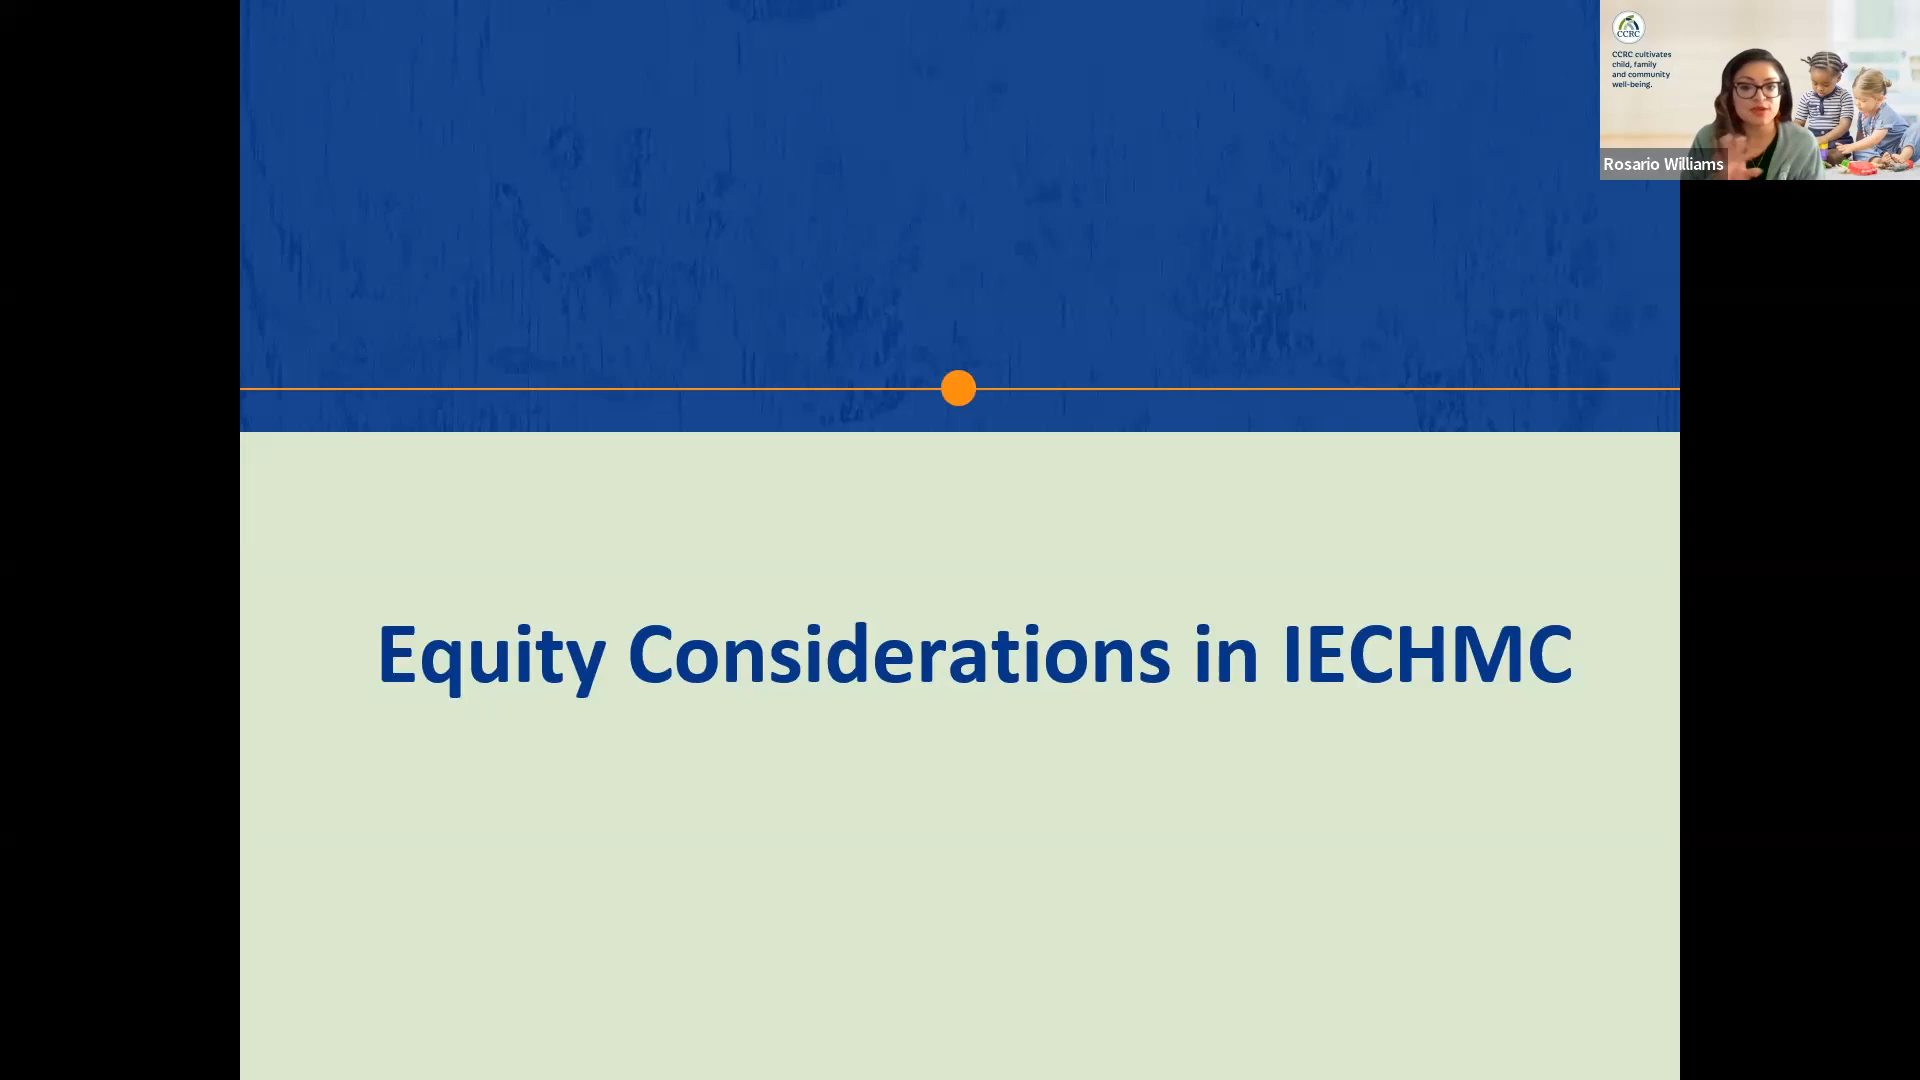 CCRC
CCRC cultivates
child, family
and community
well-being.
Rosario Williams
Equity Considerations in IECHMC